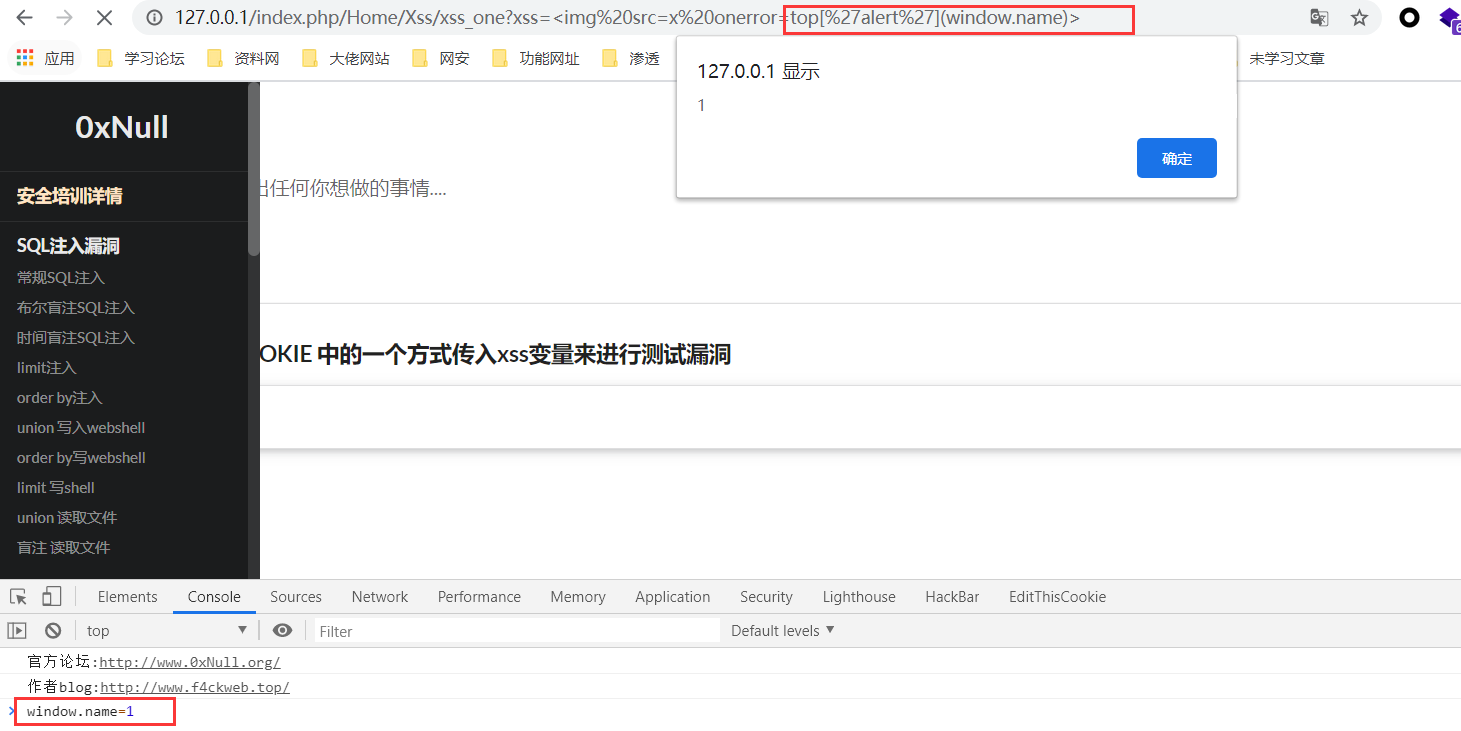 127.0.0.1/index.php/Home/Xss/xss_one?xss=<img%20src=x%20onerror=top[%27alert%27](window.name)>
应用 学习论坛 资料网 大佬网站 网安 功能网址 渗透 未学习文章
127.0.0.1 显示
1
确定
0xNull
安全培训详情
SQL注入漏洞
常规SQL注入
布尔盲注SQL注入
时间盲注SQL注入
limit注入
order by注入
union 写入webshell
order by写webshell
limit 写shell
union 读取文件
盲注 读取文件
出任何你想做的事情....
OKIE 中的一个方式传入xss变量来进行测试漏洞
Elements Console Sources Network Performance Memory Application Security Lighthouse HackBar EditThisCookie
top Filter Default levels
官方论坛:http://www.0xNull.org/
作者blog:http://www.f4ckweb.top/
window.name=1